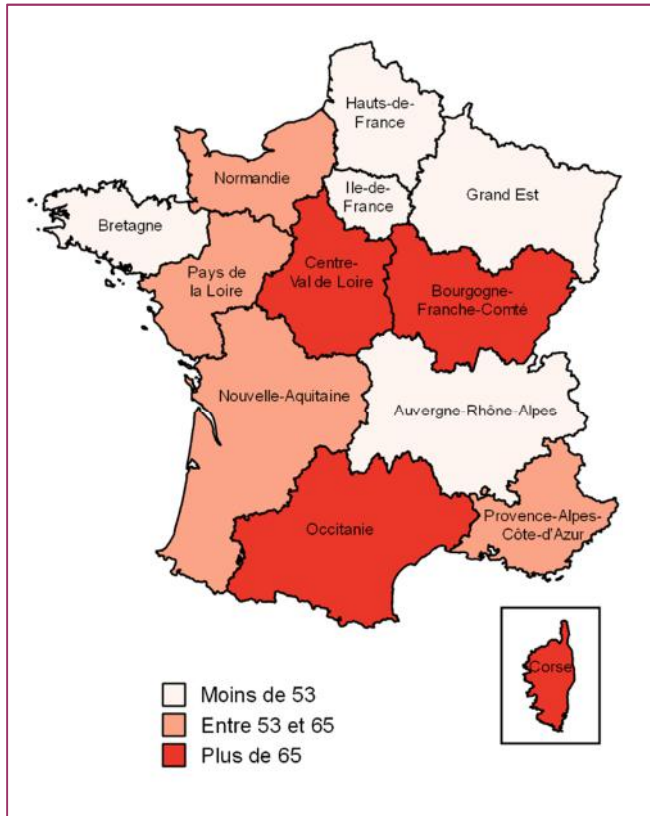 Hauts-de-
France
Normandie
Ile-de-
France
Grand Est
Bretagne
Pays de
la Loire
Centre-
Val de Loire
Bourgogne-
Franche-Comté
Nouvelle-Aquitaine
Auvergne-Rhône-Alpes
Occitanie
Provence-Alpes-
Côte-d'Azur
Corse
Moins de 53
Entre 53 et 65
Plus de 65